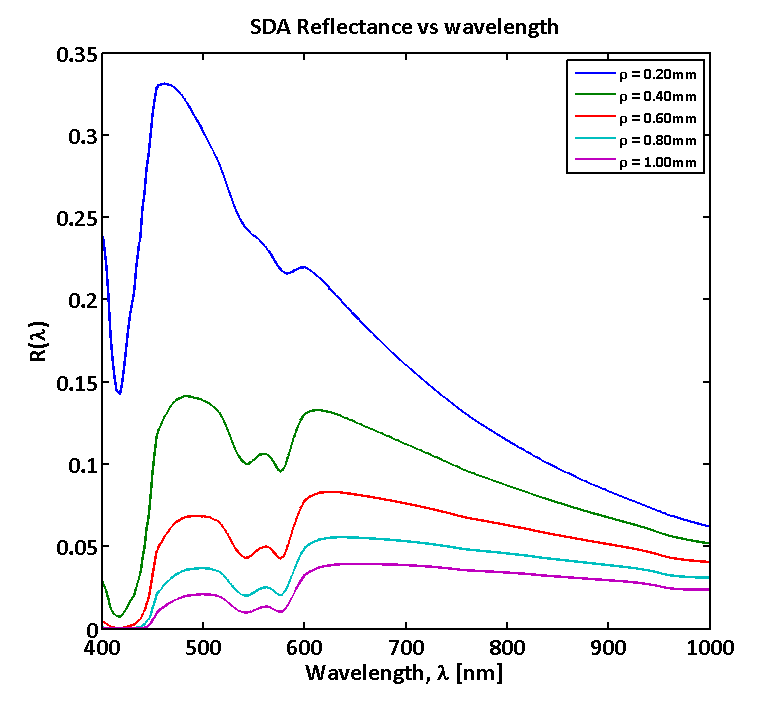 SDA Reflectance vs wavelength
0.35
0.3
0.25
0.2
0.15
0.1
0.05
0
R(λ)
ρ = 0.20mm
ρ = 0.40mm
ρ = 0.60mm
ρ = 0.80mm
ρ = 1.00mm
400 500 600 700 800 900 1000
Wavelength, λ [nm]